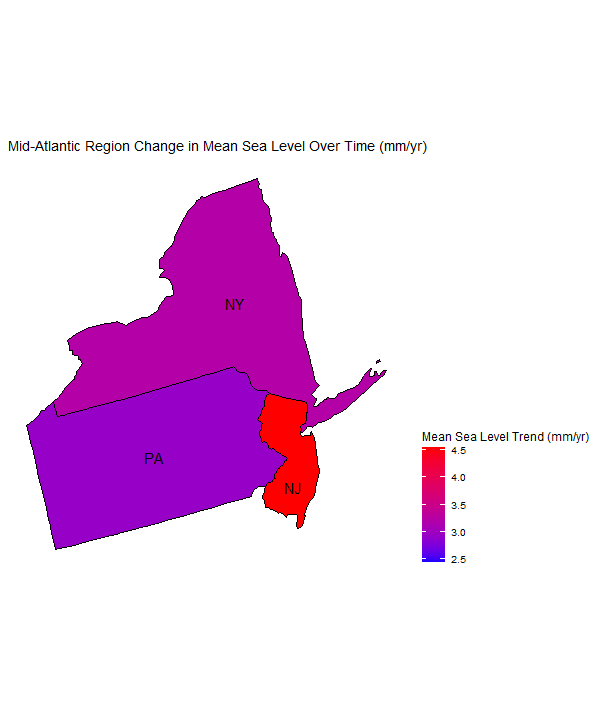 Mid-Atlantic Region Change in Mean Sea Level Over Time (mm/yr)
NY
PA
NJ
Mean Sea Level Trend (mm/yr)
4.5
4.0
3.5
3.0
2.5